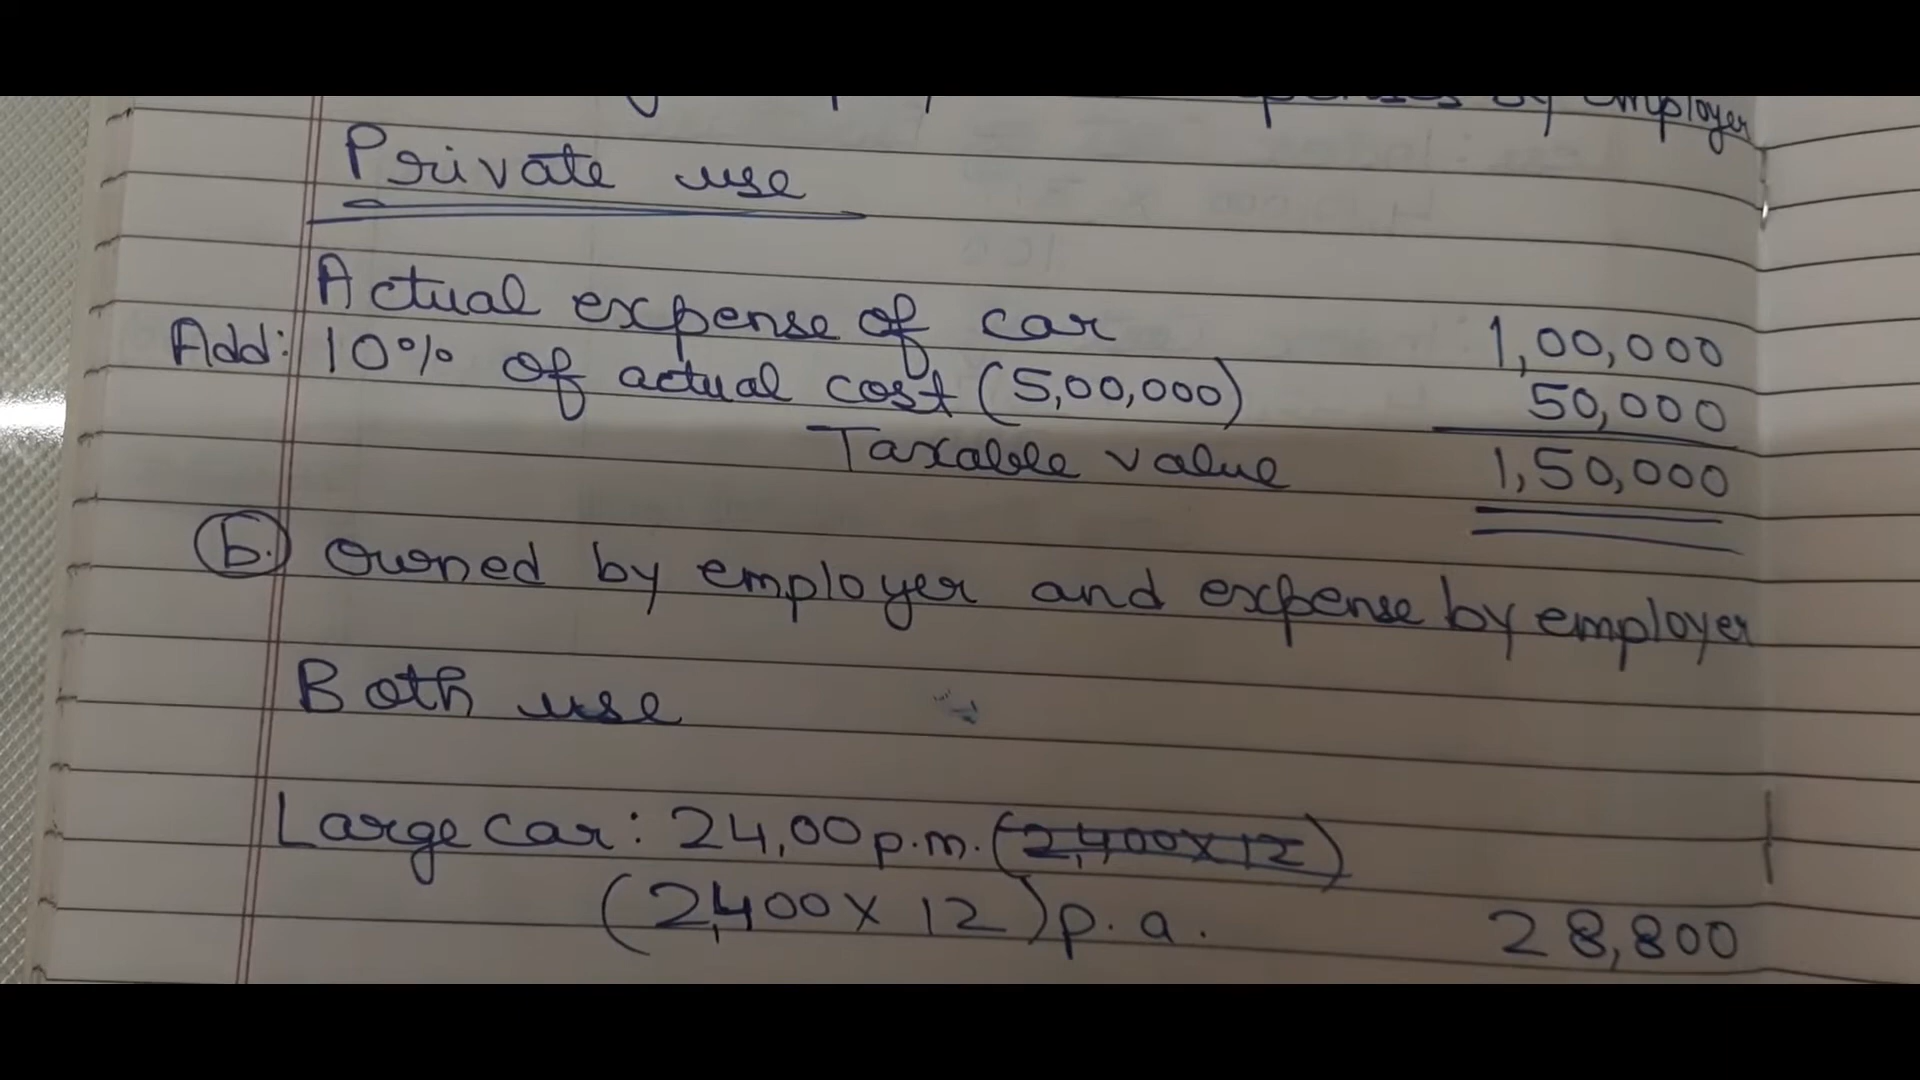 by employer
Private use
Actual expense of car 1,00,000
Add: 10% of actual cost (5,00,000) 50,000
Taxable value 1,50,000
(b.) owned by employer and expense by employer
Both use
Large car: 24,00 p.m. (2,400x12)
(2,400 x 12) p.a. 28,800